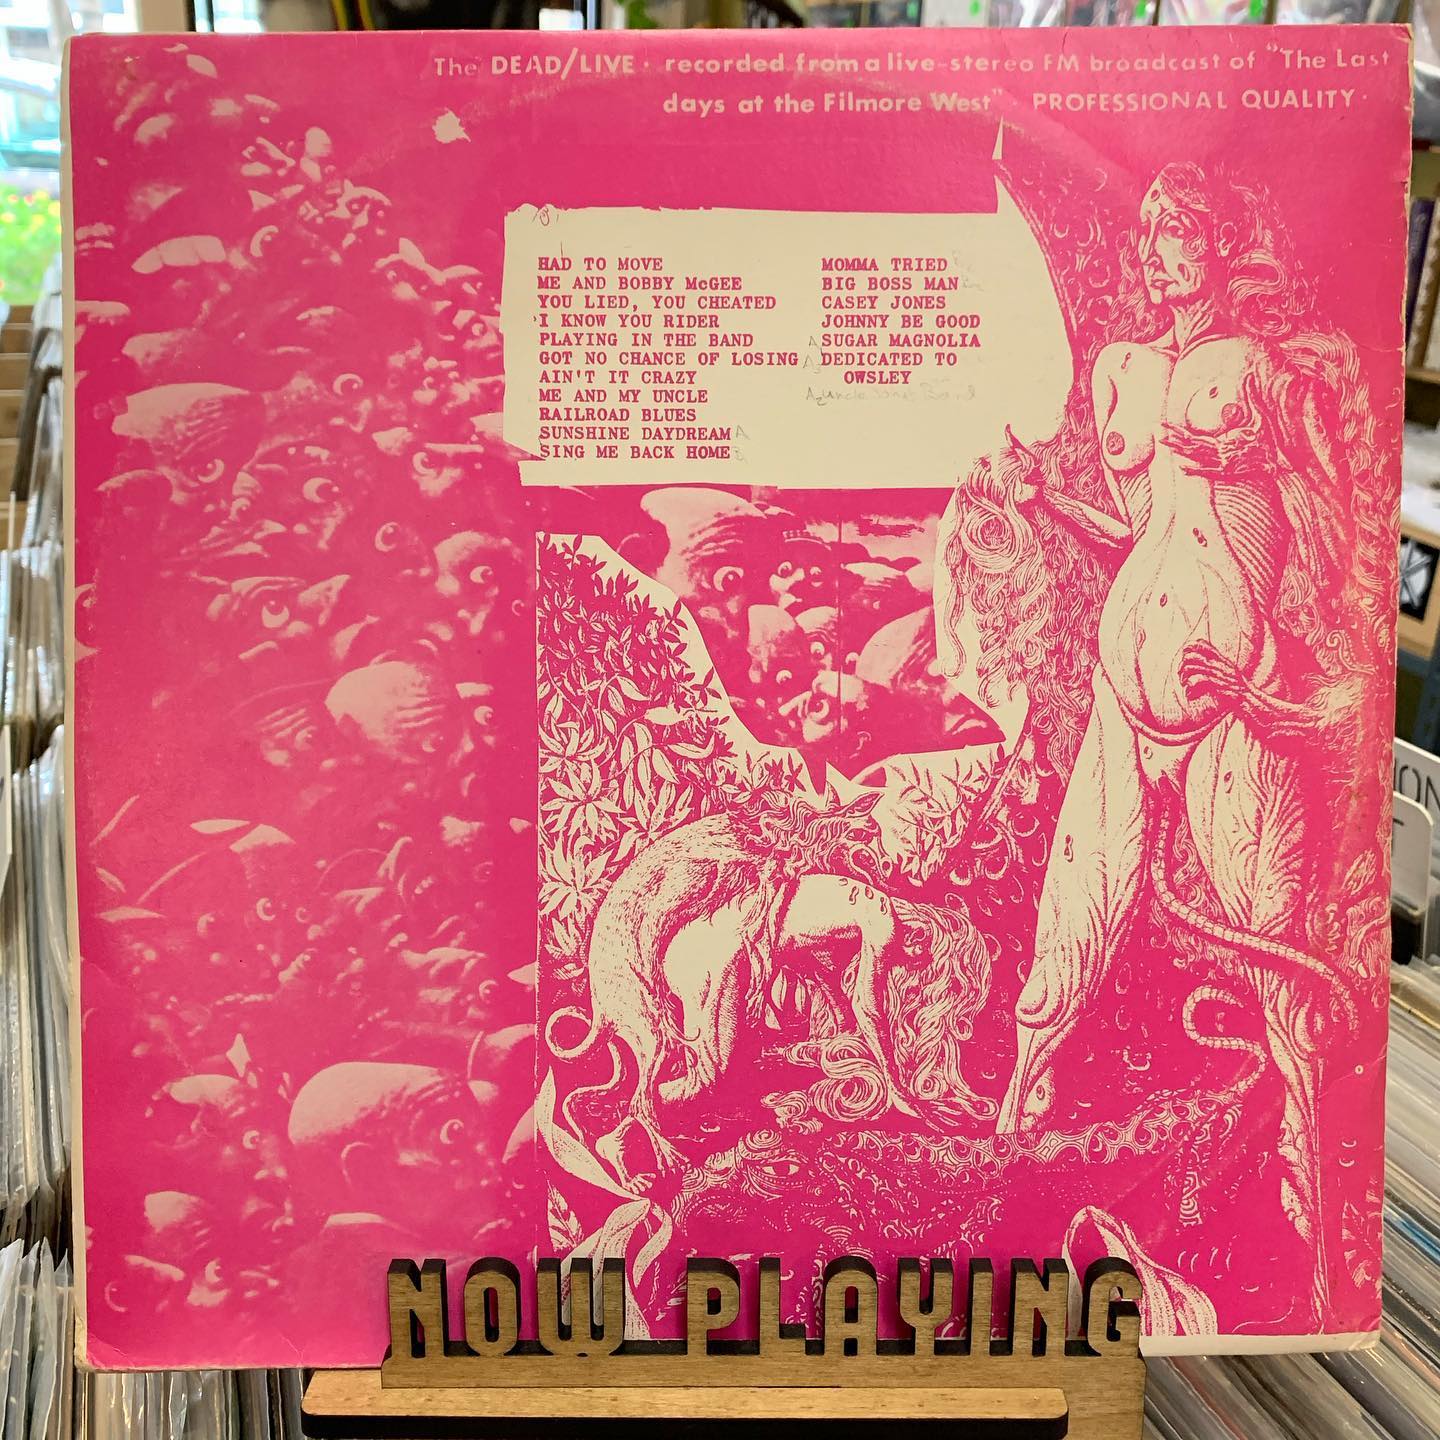 The DEAD/LIVE · recorded from a live-stereo FM broadcast of "The Last
days at the Filmore West" · PROFESSIONAL QUALITY ·
HAD TO MOVE
ME AND BOBBY McGEE
YOU LIED, YOU CHEATED
I KNOW YOU RIDER
PLAYING IN THE BAND
GOT NO CHANCE OF LOSING
AIN'T IT CRAZY
ME AND MY UNCLE
RAILROAD BLUES
SUNSHINE DAYDREAM A
SING ME BACK HOME
MOMMA TRIED
BIG BOSS MAN
CASEY JONES
JOHNNY BE GOOD
A SUGAR MAGNOLIA
DEDICATED TO
OWSLEY
Uncle Johns Band
NOW PLAYING